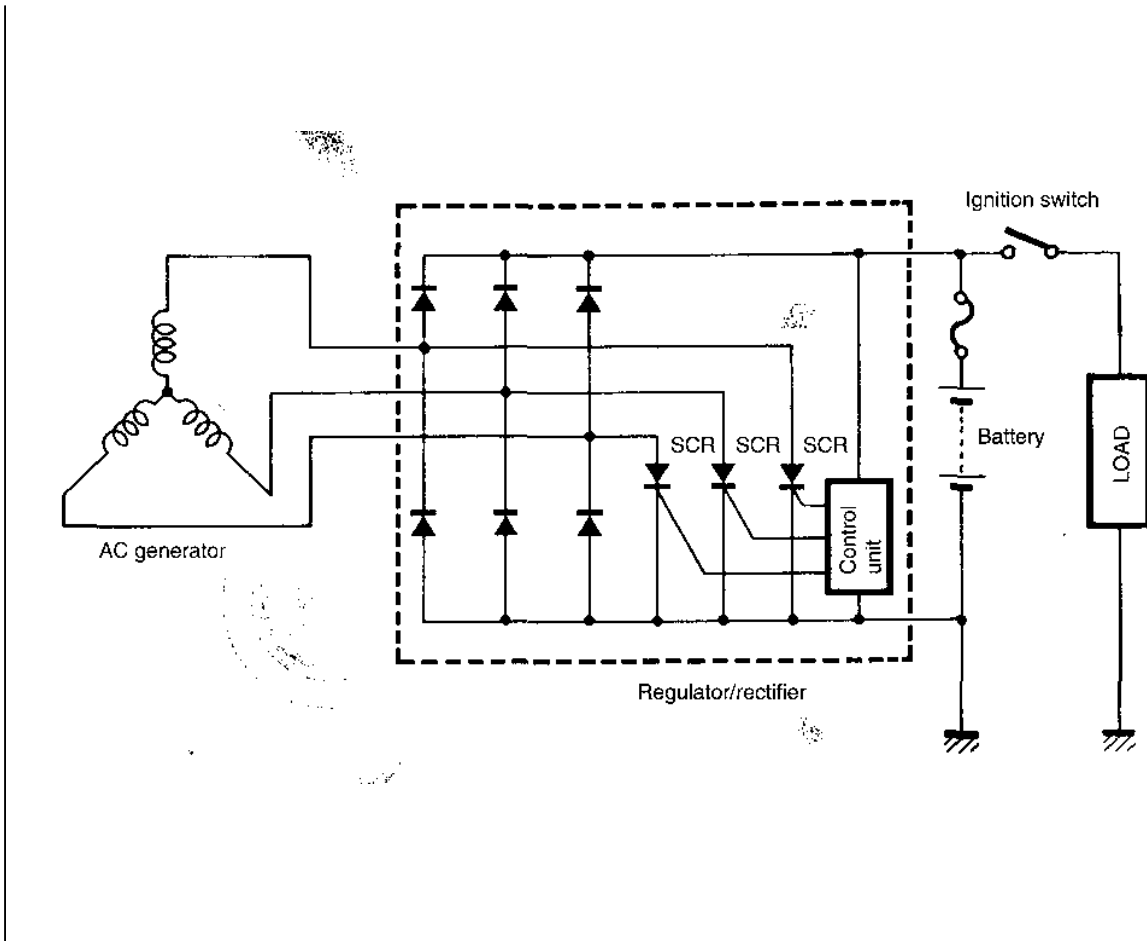 Ignition switch
SCR
SCR
SCR
Battery
LOAD
Control
unit
AC generator
Regulator/rectifier